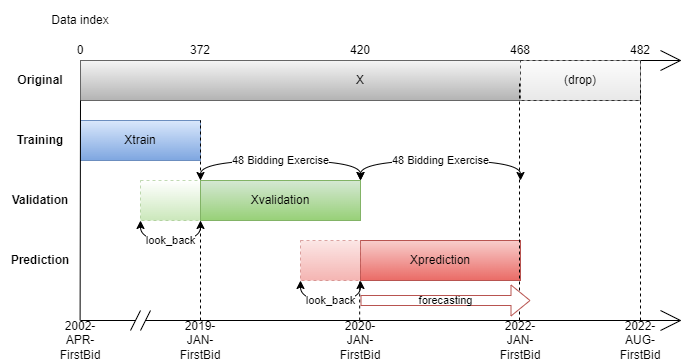 Data index
0 372 420 468 482
Original X (drop)
Training Xtrain
48 Bidding Exercise 48 Bidding Exercise
Validation Xvalidation
look_back
Prediction Xprediction
look_back forecasting
2002-
APR-
FirstBid
2019-
JAN-
FirstBid
2020-
JAN-
FirstBid
2022-
JAN-
FirstBid
2022-
AUG-
FirstBid